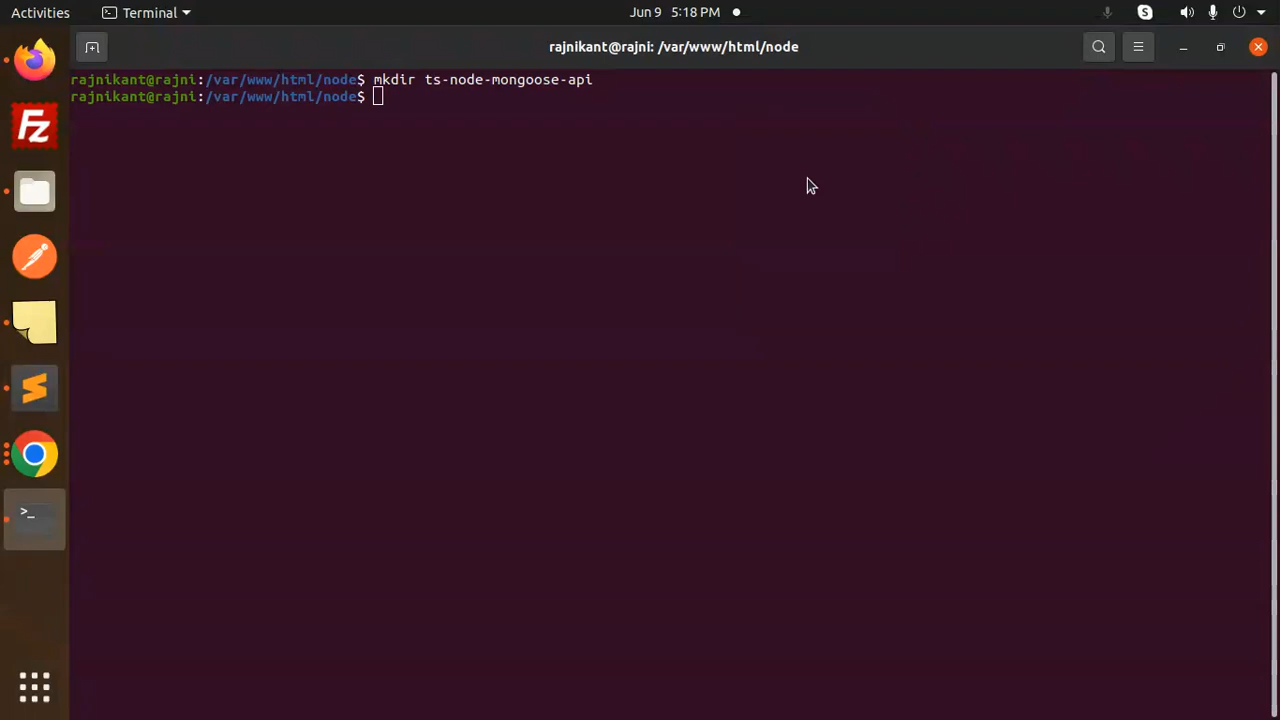 Activities
Terminal
Jun 9 5:18 PM
rajnikant@rajni: /var/www/html/node
rajnikant@rajni:/var/www/html/node$ mkdir ts-node-mongoose-api
rajnikant@rajni:/var/www/html/node$